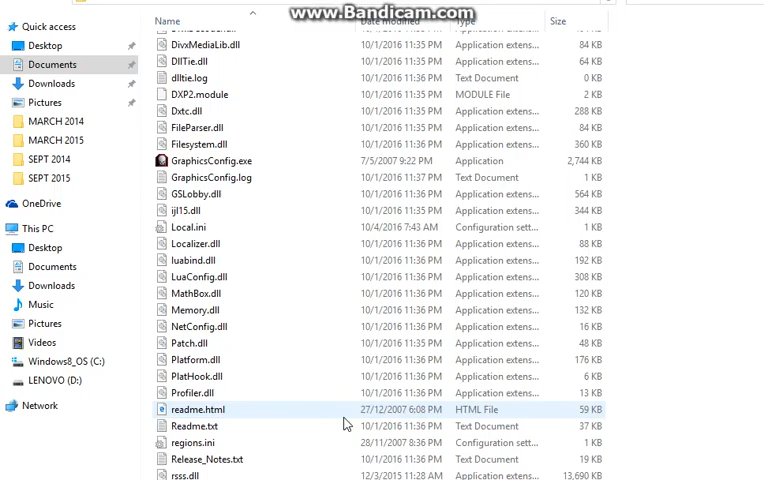 www.Bandicam.com
Name Date modified Type Size
Quick access
Desktop
Documents
Downloads
Pictures
MARCH 2014
MARCH 2015
SEPT 2014
SEPT 2015
OneDrive
This PC
Desktop
Documents
Downloads
Music
Pictures
Videos
Windows8_OS (C:)
LENOVO (D:)
Network
DivxMediaLib.dll 10/1/2016 11:35 PM Application extens... 84 KB
DllTie.dll 10/1/2016 11:35 PM Application extens... 64 KB
dlltie.log 10/1/2016 11:35 PM Text Document 0 KB
DXP2.module 10/1/2016 11:35 PM MODULE File 2 KB
Dxtc.dll 10/1/2016 11:35 PM Application extens... 288 KB
FileParser.dll 10/1/2016 11:35 PM Application extens... 84 KB
Filesystem.dll 10/1/2016 11:35 PM Application extens... 360 KB
GraphicsConfig.exe 7/5/2007 9:22 PM Application 2,744 KB
GraphicsConfig.log 10/1/2016 11:37 PM Text Document 1 KB
GSLobby.dll 10/1/2016 11:36 PM Application extens... 564 KB
ijl15.dll 10/1/2016 11:35 PM Application extens... 344 KB
Local.ini 10/4/2016 7:43 AM Configuration sett... 1 KB
Localizer.dll 10/1/2016 11:36 PM Application extens... 88 KB
luabind.dll 10/1/2016 11:36 PM Application extens... 192 KB
LuaConfig.dll 10/1/2016 11:36 PM Application extens... 308 KB
MathBox.dll 10/1/2016 11:36 PM Application extens... 120 KB
Memory.dll 10/1/2016 11:36 PM Application extens... 132 KB
NetConfig.dll 10/1/2016 11:36 PM Application extens... 16 KB
Patch.dll 10/1/2016 11:35 PM Application extens... 48 KB
Platform.dll 10/1/2016 11:36 PM Application extens... 176 KB
PlatHook.dll 10/1/2016 11:36 PM Application extens... 6 KB
Profiler.dll 10/1/2016 11:36 PM Application extens... 13 KB
readme.html 27/12/2007 6:08 PM HTML File 59 KB
Readme.txt 10/1/2016 11:36 PM Text Document 37 KB
regions.ini 28/11/2007 8:36 PM Configuration sett... 1 KB
Release_Notes.txt 10/1/2016 11:36 PM Text Document 19 KB
rsss.dll 12/3/2015 11:28 AM Application extens... 13,690 KB